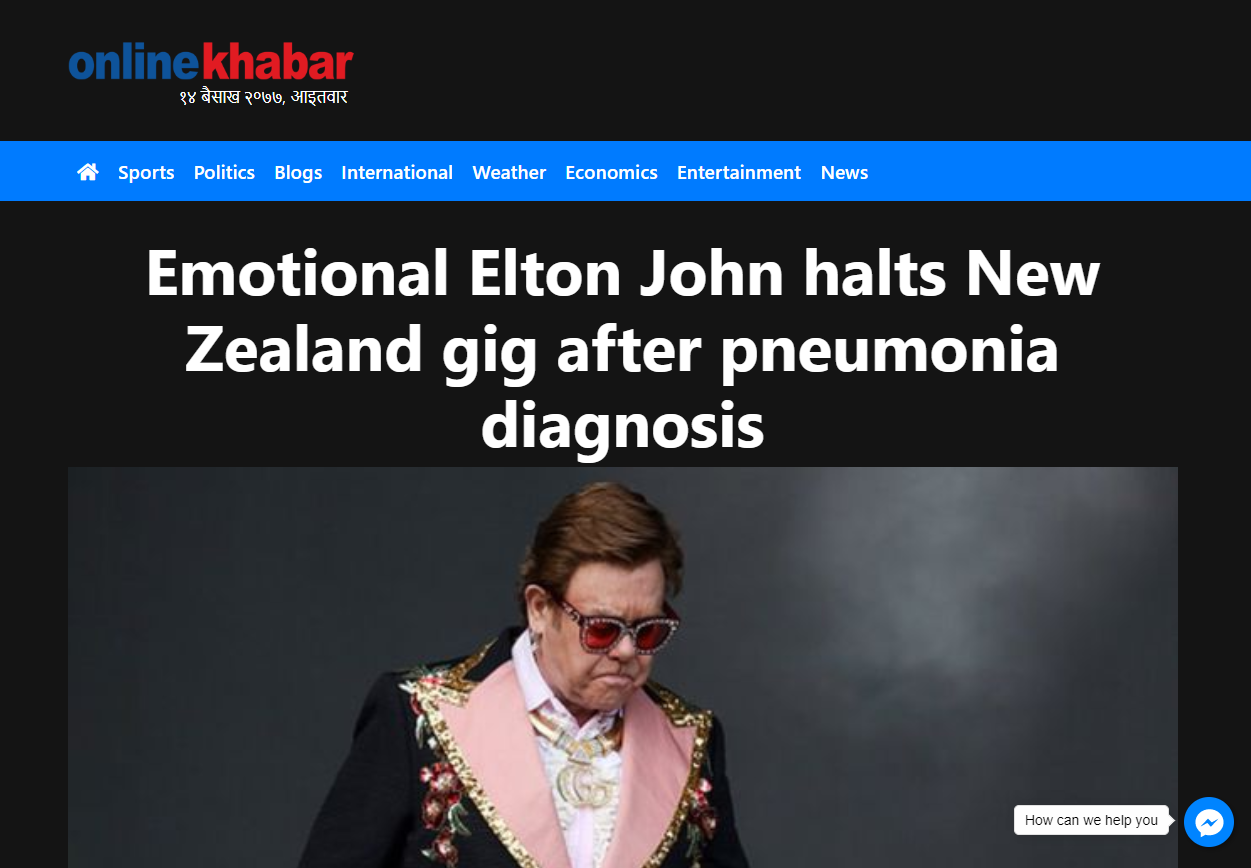 onlinekhabar
१४ बैसाख २०७७, आइतवार
Sports Politics Blogs International Weather Economics Entertainment News
Emotional Elton John halts New
Zealand gig after pneumonia
diagnosis
How can we help you